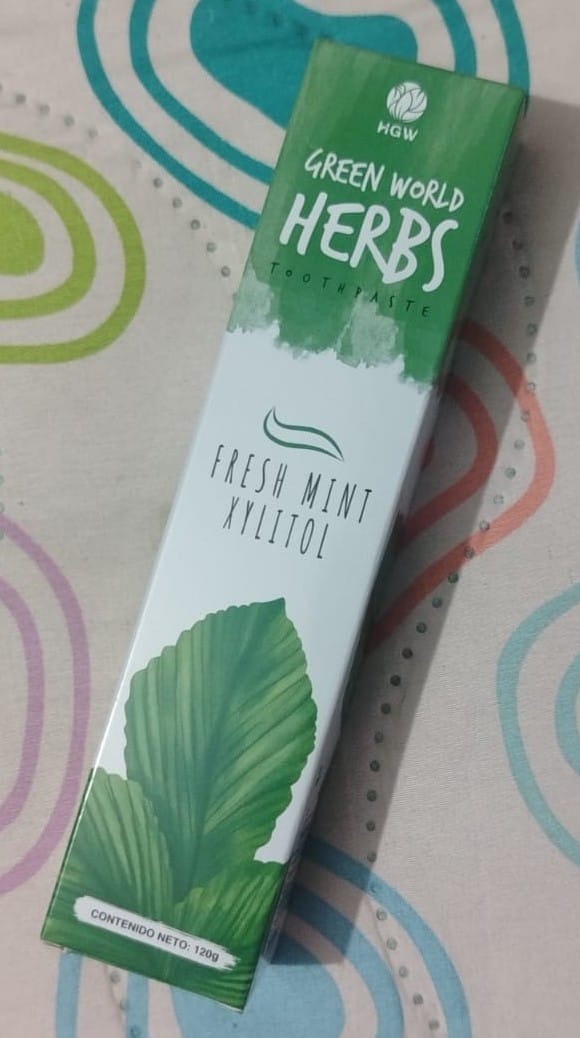 HGW
GREEN WORLD
HERBS
TOOTHPASTE
FRESH MINT
XYLITOL
CONTENIDO NETO: 120g